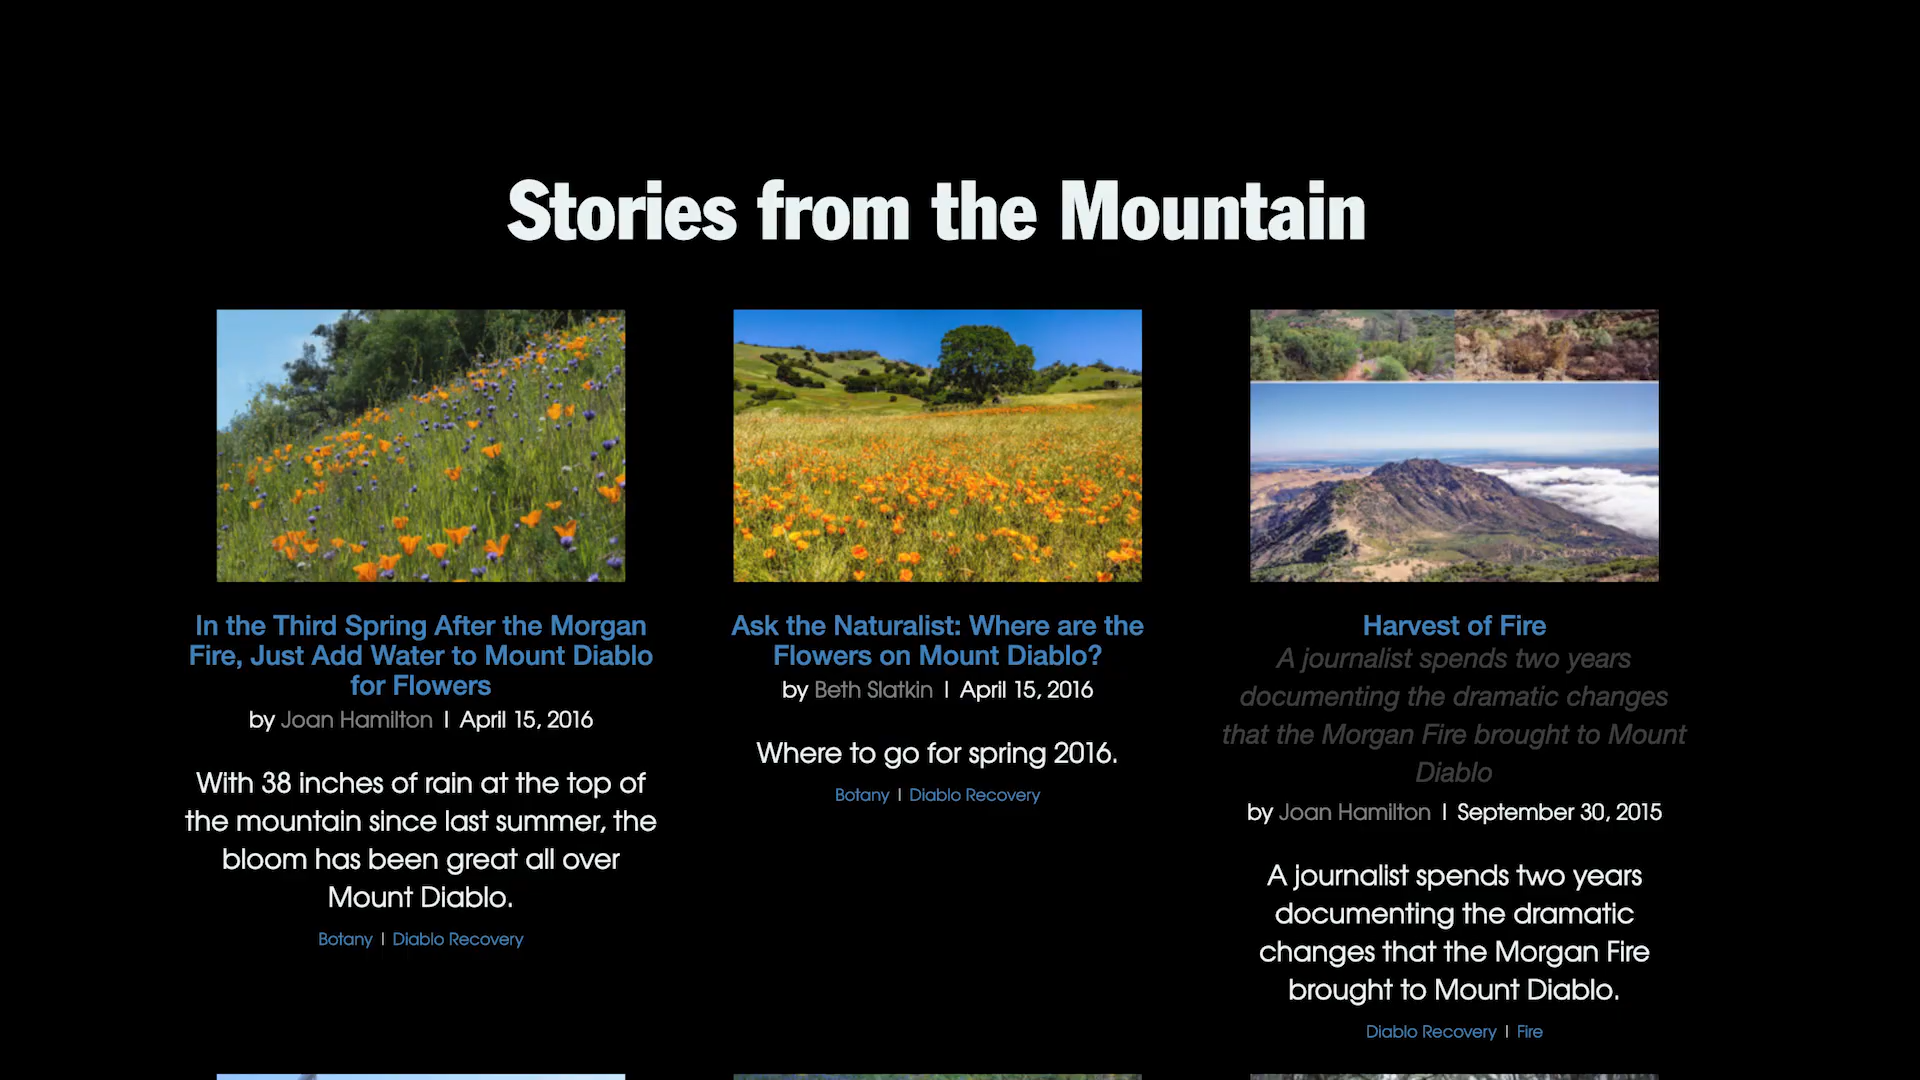 Stories from the Mountain
In the Third Spring After the Morgan
Fire, Just Add Water to Mount Diablo
for Flowers
by Joan Hamilton | April 15, 2016
With 38 inches of rain at the top of
the mountain since last summer, the
bloom has been great all over
Mount Diablo.
Botany | Diablo Recovery
Ask the Naturalist: Where are the
Flowers on Mount Diablo?
by Beth Slatkin | April 15, 2016
Where to go for spring 2016.
Botany | Diablo Recovery
Harvest of Fire
A journalist spends two years
documenting the dramatic changes
that the Morgan Fire brought to Mount
Diablo
by Joan Hamilton | September 30, 2015
A journalist spends two years
documenting the dramatic
changes that the Morgan Fire
brought to Mount Diablo.
Diablo Recovery | Fire